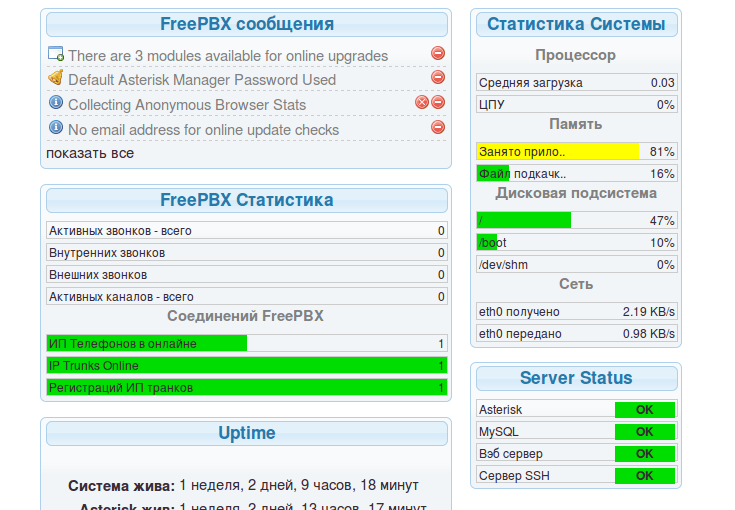 FreePBX сообщения
There are 3 modules available for online upgrades
Default Asterisk Manager Password Used
Collecting Anonymous Browser Stats
No email address for online update checks
показать все
FreePBX Статистика
Активных звонков - всего 0
Внутренних звонков 0
Внешних звонков 0
Активных каналов - всего 0
Соединений FreePBX
ИП Телефонов в онлайне 1
IP Trunks Online 1
Регистраций ИП транков 1
Uptime
Система жива: 1 неделя, 2 дней, 9 часов, 18 минут
Asterisk жив: 1 неделя, 2 дней, 13 часов, 17 минут
Статистика Системы
Процессор
Средняя загрузка 0.03
ЦПУ 0%
Память
Занято прило.. 81%
Файл подкачк.. 16%
Дисковая подсистема
/ 47%
/boot 10%
/dev/shm 0%
Сеть
eth0 получено 2.19 KB/s
eth0 передано 0.98 KB/s
Server Status
Asterisk OK
MySQL OK
Вэб сервер OK
Сервер SSH OK